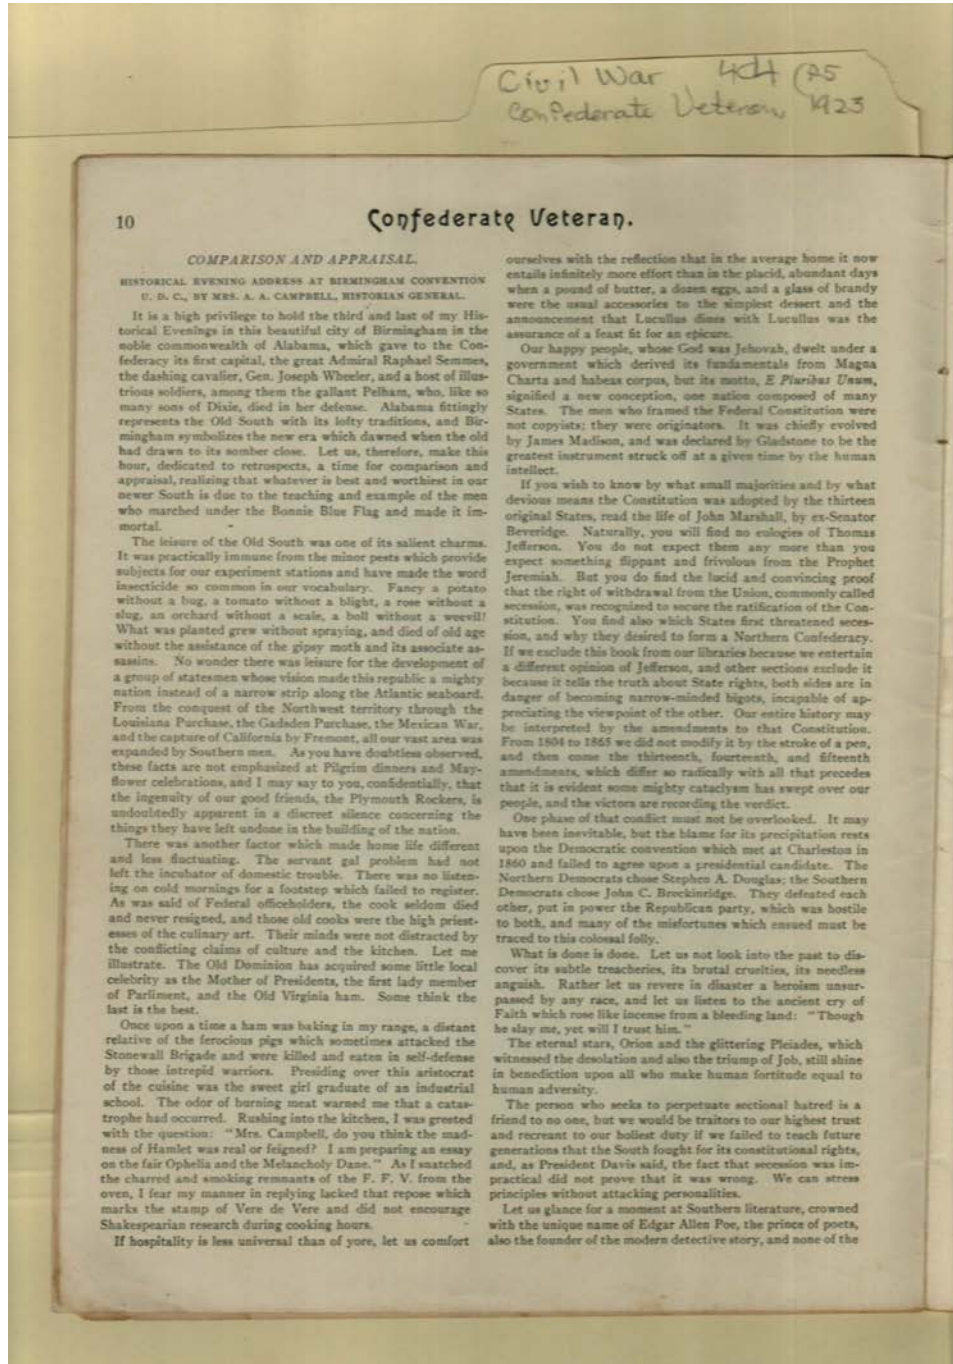 Civil War 4d4 (25
Confederate Veteran, 1923
10
Confederate Veteran.
COMPARISON AND APPRAISAL.
HISTORICAL EVENING ADDRESS AT BIRMINGHAM CONVENTION
U. D. C., BY MRS. A. A. CAMPBELL, HISTORIAN GENERAL.
It is a high privilege to hold the third and last of my His-
torical Evenings in this beautiful city of Birmingham in the
noble commonwealth of Alabama, which gave to the Con-
federacy its first capital, the great Admiral Raphael Semmes,
the dashing cavalier, Gen. Joseph Wheeler, and a host of illus-
trious soldiers, among them the gallant Pelham, who, like so
many sons of Dixie, died in her defense. Alabama fittingly
represents the Old South with its lofty traditions, and Bir-
mingham symbolizes the new era which dawned when the old
had drawn to its somber close. Let us, therefore, make this
hour, dedicated to retrospects, a time for comparison and
appraisal, realizing that whatever is best and worthiest in our
newer South is due to the teaching and example of the men
who marched under the Bonnie Blue Flag and made it im-
mortal.
The leisure of the Old South was one of its salient charms.
It was practically immune from the minor pests which provide
subjects for our experiment stations and have made the word
insecticide so common in our vocabulary. Fancy a potato
without a bug, a tomato without a blight, a rose without a
slug, an orchard without a scale, a boll without a weevil!
What was planted grew without spraying, and died of old age
without the assistance of the gipsy moth and its associate as-
sassins. No wonder there was leisure for the development of
a group of statesmen whose vision made this republic a mighty
nation instead of a narrow strip along the Atlantic seaboard.
From the conquest of the Northwest territory through the
Louisiana Purchase, the Gadsden Purchase, the Mexican War,
and the capture of California by Fremont, all our vast area was
expanded by Southern men. As you have doubtless observed,
these facts are not emphasized at Pilgrim dinners and May-
flower celebrations, and I may say to you, confidentially, that
the ingenuity of our good friends, the Plymouth Rockers, is
undoubtedly apparent in a discreet silence concerning the
things they have left undone in the building of the nation.
There was another factor which made home life different
and less fluctuating. The servant gal problem had not
left the incubator of domestic trouble. There was no listen-
ing on cold mornings for a footstep which failed to register.
As was said of Federal officeholders, the cook seldom died
and never resigned, and those old cooks were the high priest-
esses of the culinary art. Their minds were not distracted by
the conflicting claims of culture and the kitchen. Let me
illustrate. The Old Dominion has acquired some little local
celebrity as the Mother of Presidents, the first lady member
of Parliment, and the Old Virginia ham. Some think the
last is the best.
Once upon a time a ham was baking in my range, a distant
relative of the ferocious pigs which sometimes attacked the
Stonewall Brigade and were killed and eaten in self-defense
by those intrepid warriors. Presiding over this aristocrat
of the cuisine was the sweet girl graduate of an industrial
school. The odor of burning meat warned me that a catas-
trophe had occurred. Rushing into the kitchen, I was greeted
with the question: "Mrs. Campbell, do you think the mad-
ness of Hamlet was real or feigned? I am preparing an essay
on the fair Ophelia and the Melancholy Dane." As I snatched
the charred and smoking remnants of the F. F. V. from the
oven, I fear my manner in replying lacked that repose which
marks the stamp of Vere de Vere and did not encourage
Shakespearian research during cooking hours.
If hospitality is less universal than of yore, let us comfort
ourselves with the reflection that in the average home it now
entails infinitely more effort than in the placid, abundant days
when a pound of butter, a dozen eggs, and a glass of brandy
were the usual accessories to the simplest dessert and the
announcement that Lucullus dines with Lucullus was the
assurance of a feast fit for an epicure.
Our happy people, whose God was Jehovah, dwelt under a
government which derived its fundamentals from Magna
Charta and habeas corpus, but its motto, E Pluribus Unum,
signified a new conception, one nation composed of many
States. The men who framed the Federal Constitution were
not copyists; they were originators. It was chiefly evolved
by James Madison, and was declared by Gladstone to be the
greatest instrument struck off at a given time by the human
intellect.
If you wish to know by what small majorities and by what
devious means the Constitution was adopted by the thirteen
original States, read the life of John Marshall, by ex-Senator
Beveridge. Naturally, you will find no eulogies of Thomas
Jefferson. You do not expect them any more than you
expect something flippant and frivolous from the Prophet
Jeremiah. But you do find the lucid and convincing proof
that the right of withdrawal from the Union, commonly called
secession, was recognized to secure the ratification of the Con-
stitution. You find also which States first threatened seces-
sion, and why they desired to form a Northern Confederacy.
If we exclude this book from our libraries because we entertain
a different opinion of Jefferson, and other sections exclude it
because it tells the truth about State rights, both sides are in
danger of becoming narrow-minded bigots, incapable of ap-
preciating the viewpoint of the other. Our entire history may
be interpreted by the amendments to that Constitution.
From 1804 to 1865 we did not modify it by the stroke of a pen,
and then come the thirteenth, fourteenth, and fifteenth
amendments, which differ so radically with all that precedes
that it is evident some mighty cataclysm has swept over our
people, and the victors are recording the verdict.
One phase of that conflict must not be overlooked. It may
have been inevitable, but the blame for its precipitation rests
upon the Democratic convention which met at Charleston in
1860 and failed to agree upon a presidential candidate. The
Northern Democrats chose Stephen A. Douglas; the Southern
Democrats chose John C. Breckinridge. They defeated each
other, put in power the Republican party, which was hostile
to both, and many of the misfortunes which ensued must be
traced to this colossal folly.
What is done is done. Let us not look into the past to dis-
cover its subtle treacheries, its brutal cruelties, its needless
anguish. Rather let us revere in disaster a heroism unsur-
passed by any race, and let us listen to the ancient cry of
Faith which rose like incense from a bleeding land: "Though
he slay me, yet will I trust him."
The eternal stars, Orion and the glittering Pleiades, which
witnessed the desolation and also the triump of Job, still shine
in benediction upon all who make human fortitude equal to
human adversity.
The person who seeks to perpetuate sectional hatred is a
friend to no one, but we would be traitors to our highest trust
and recreant to our holiest duty if we failed to teach future
generations that the South fought for its constitutional rights,
and, as President Davis said, the fact that secession was im-
practical did not prove that it was wrong. We can stress
principles without attacking personalities.
Let us glance for a moment at Southern literature, crowned
with the unique name of Edgar Allen Poe, the prince of poets,
also the founder of the modern detective story, and none of the